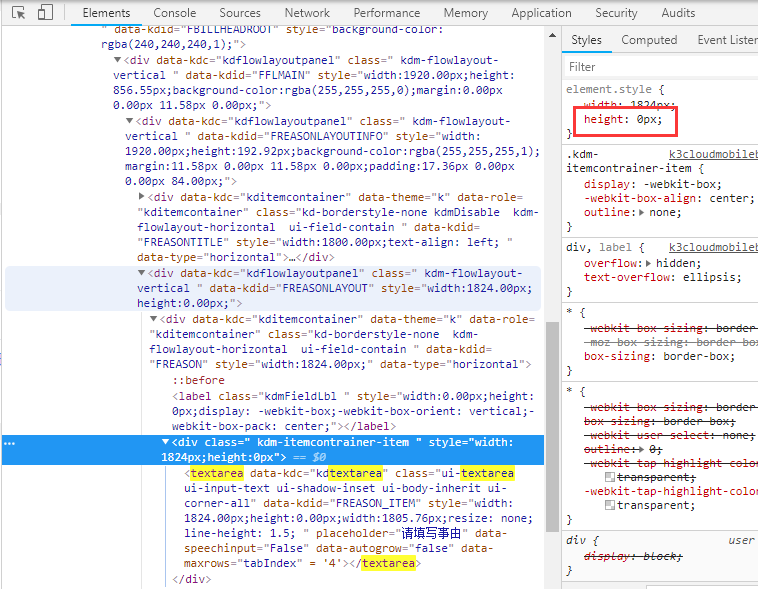 Elements Console Sources Network Performance Memory Application Security Audits
" data-kdid="FBILLHEADROOT" style="background-color:
rgba(240,240,240,1);">
▼<div data-kdc="kdflowlayoutpanel" class=" kdm-flowlayout-
vertical " data-kdid="FFLMAIN" style="width:1920.00px;height:
856.55px;background-color:rgba(255,255,255,0);margin:0.00px
0.00px 11.58px 0.00px;">
▼<div data-kdc="kdflowlayoutpanel" class=" kdm-flowlayout-
vertical " data-kdid="FREASONLAYOUTINFO" style="width:
1920.00px;height:192.92px;background-color:rgba(255,255,255,1);
margin:11.58px 0.00px 11.58px 0.00px;padding:17.36px 0.00px
0.00px 84.00px;">
▶<div data-kdc="kditemcontainer" data-theme="k" data-role=
"kditemcontainer" class="kd-borderstyle-none kdmDisable  kdm-
flowlayout-horizontal  ui-field-contain " data-kdid=
"FREASONTITLE" style="width:1800.00px;text-align: left; "
data-type="horizontal">…</div>
▼<div data-kdc="kdflowlayoutpanel" class=" kdm-flowlayout-
vertical " data-kdid="FREASONLAYOUT" style="width:1824.00px;
height:0.00px;">
▼<div data-kdc="kditemcontainer" data-theme="k" data-role=
"kditemcontainer" class="kd-borderstyle-none  kdm-
flowlayout-horizontal  ui-field-contain " data-kdid=
"FREASON" style="width:1824.00px;" data-type="horizontal">
::before
<label class="kdmFieldLbl " style="width:0.00px;height:
0px;display: -webkit-box;-webkit-box-orient: vertical;-
webkit-box-pack: center;"></label>
… ▼<div class=" kdm-itemcontrainer-item " style="width:
1824px;height:0px"> == $0
<textarea data-kdc="kdtextarea" class="ui-textarea
ui-input-text ui-shadow-inset ui-body-inherit ui-
corner-all" data-kdid="FREASON_ITEM" style="width:
1824.00px;height:0.00px;width:1805.76px;resize: none;
line-height: 1.5; " placeholder="请填写事由" data-
speechinput="False" data-autogrow="false" data-
maxrows="tabIndex" = '4'></textarea>
</div>
Styles Computed Event Listen
Filter
element.style {
width: 1824px;
height: 0px;
}
.kdm- k3cloudmobileb
itemcontrainer-item {
display: -webkit-box;
-webkit-box-align: center;
outline:▶ none;
}
div, label { k3cloudmobileb
overflow:▶ hidden;
text-overflow: ellipsis;
}
* {
-webkit-box-sizing: border-
-moz-box-sizing: border-bo
box-sizing: border-box;
}
* {
-webkit-box-sizing: border-
box-sizing: border-box;
-webkit-user-select: none;
outline:▶ 0;
-webkit-tap-highlight-colo
transparent;
-webkit-tap-highlight-colo
transparent;
}
div { user
display: block;
}